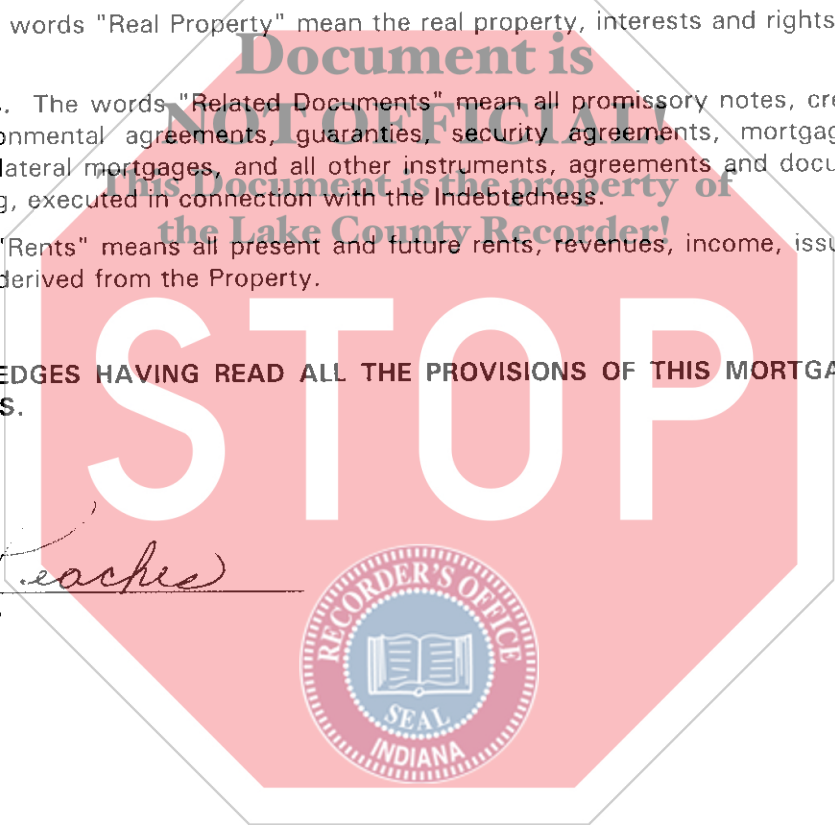 words "Real Property" mean the real property, interests and rights
Document is
. The words "Related Documents" mean all promissory notes, cre
NOT OFFICIAL!
onmental agreements, guaranties, security agreements, mortgag
lateral mortgages, and all other instruments, agreements and docu
This Document is the property of
g, executed in connection with the Indebtedness.
the Lake County Recorder!
"Rents" means all present and future rents, revenues, income, issu
derived from the Property.
STOP
EDGES HAVING READ ALL THE PROVISIONS OF THIS MORTGA
S.
RECORDER'S OFFICE
SEAL
INDIANA